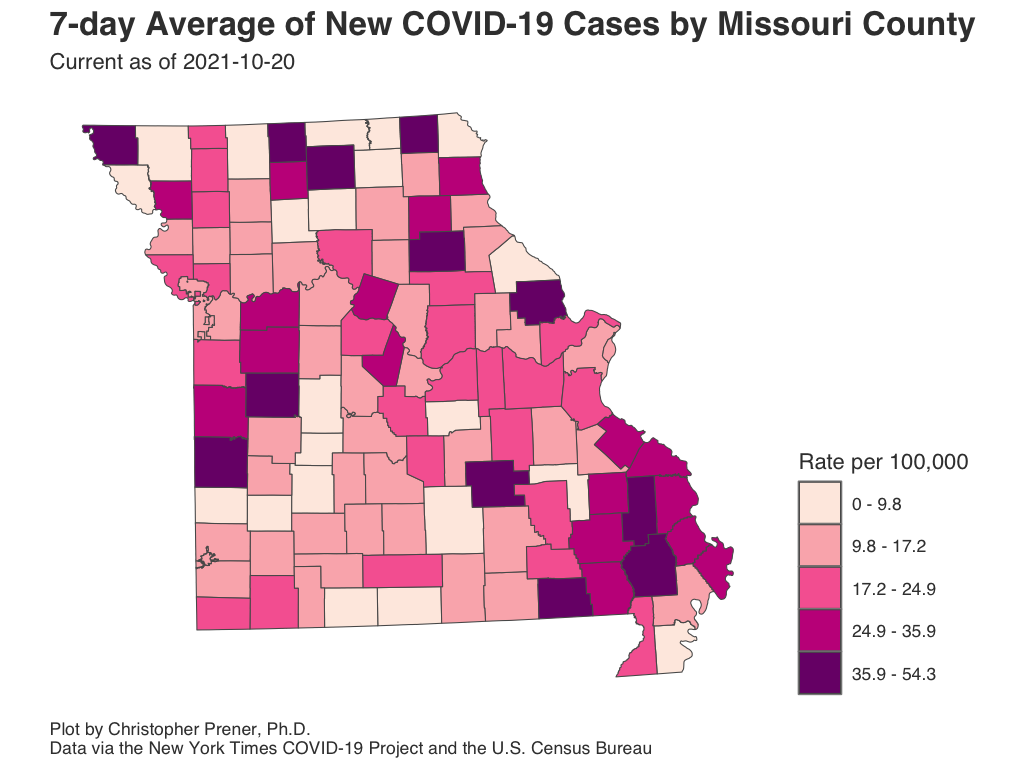 7-day Average of New COVID-19 Cases by Missouri County
Current as of 2021-10-20
Rate per 100,000
0 - 9.8
9.8 - 17.2
17.2 - 24.9
24.9 - 35.9
35.9 - 54.3
Plot by Christopher Prener, Ph.D.
Data via the New York Times COVID-19 Project and the U.S. Census Bureau